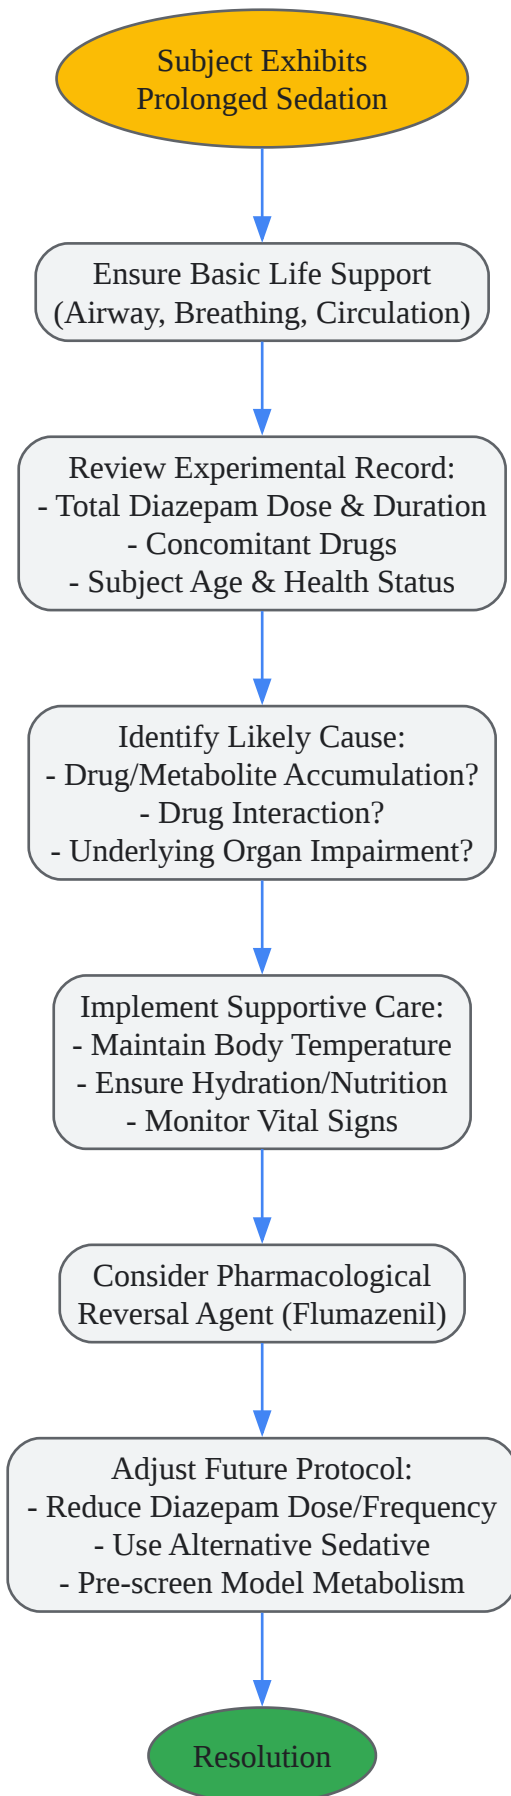 Subject Exhibits
Prolonged Sedation
Ensure Basic Life Support
(Airway, Breathing, Circulation)
Review Experimental Record:
- Total Diazepam Dose & Duration
- Concomitant Drugs
- Subject Age & Health Status
Identify Likely Cause:
- Drug/Metabolite Accumulation?
- Drug Interaction?
- Underlying Organ Impairment?
Implement Supportive Care:
- Maintain Body Temperature
- Ensure Hydration/Nutrition
- Monitor Vital Signs
Consider Pharmacological
Reversal Agent (Flumazenil)
Adjust Future Protocol:
- Reduce Diazepam Dose/Frequency
- Use Alternative Sedative
- Pre-screen Model Metabolism
Resolution